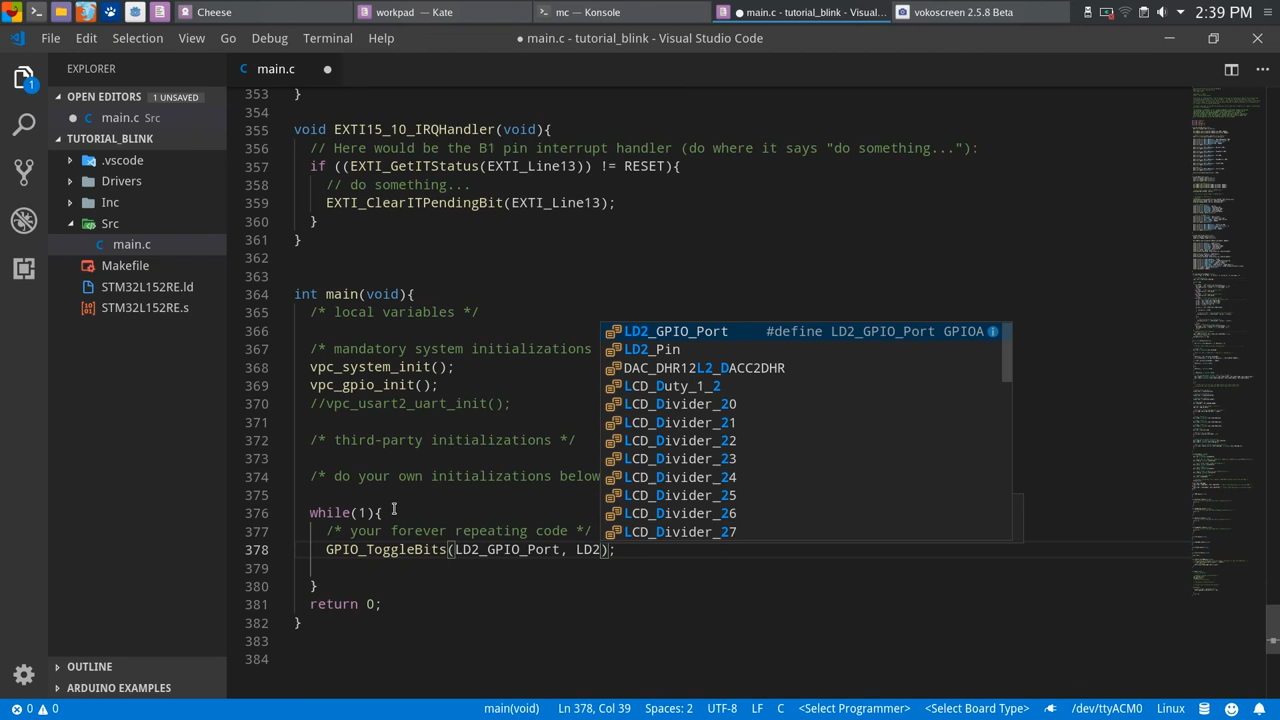 Cheese
workpad — Kate
mc — Konsole
● main.c - tutorial_blink - Visual...
vokoscreen 2.5.8 Beta
2:39 PM
File Edit Selection View Go Debug Terminal Help
● main.c - tutorial_blink - Visual Studio Code
EXPLORER
C main.c ●
OPEN EDITORS 1 UNSAVED
● C main.c Src
TUTORIAL_BLINK
.vscode
Drivers
Inc
Src
C main.c
Makefile
STM32L152RE.ld
STM32L152RE.s
OUTLINE
ARDUINO EXAMPLES
1
353 }
354
355 void EXTI15_10_IRQHandler(void){
356 // Here would be the B1 pin interrupt handler (do where it says "do something..."):
357 if ((EXTI_GetITStatus(EXTI_Line13)) != RESET){
358 // do something...
359 EXTI_ClearITPendingBit(EXTI_Line13);
360 }
361 }
362
363
364 int main(void){
365 /* local variables */
366
367 /* mandatory system initializations
368 vpc_system_init();
369 vpc_gpio_init();
370 //vpc_usart2_uart_init()
371
372 /* third-party initializations */
373
374 /* do your own initializations below
375
376 while(1){
377 /* your forever repeating code */
378 GPIO_ToggleBits(LD2_GPIO_Port, LD2);
379
380 }
381 return 0;
382 }
383
384
LD2_GPIO_Port #define LD2_GPIO_Port GPIOA
LD2_Pin
DAC_DHR12L2_DACC2DHR
LCD_Duty_1_2
LCD_Divider_20
LCD_Divider_21
LCD_Divider_22
LCD_Divider_23
LCD_Divider_24
LCD_Divider_25
LCD_Divider_26
LCD_Divider_27
0 0 main(void) Ln 378, Col 39 Spaces: 2 UTF-8 LF C <Select Programmer> <Select Board Type> /dev/ttyACM0 Linux